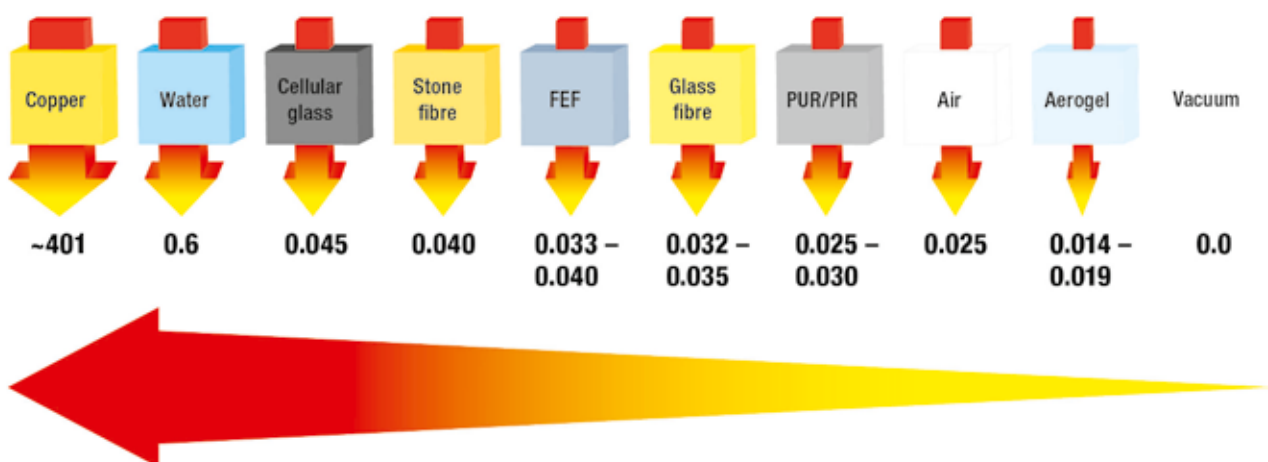 Copper
Water
Cellular
glass
Stone
fibre
FEF
Glass
fibre
PUR/PIR
Air
Aerogel
Vacuum
~401
0.6
0.045
0.040
0.033 –
0.040
0.032 –
0.035
0.025 –
0.030
0.025
0.014 –
0.019
0.0